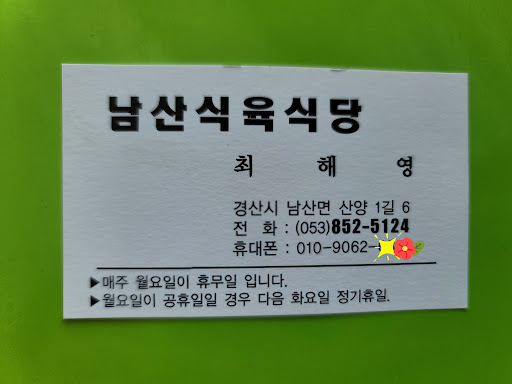 남산식육식당
최 해 영
경산시 남산면 산양 1길 6
전 화 : (053)852-5124
휴대폰 : 010-9062-
▶매주 월요일이 휴무일 입니다.
▶월요일이 공휴일일 경우 다음 화요일 정기휴일.